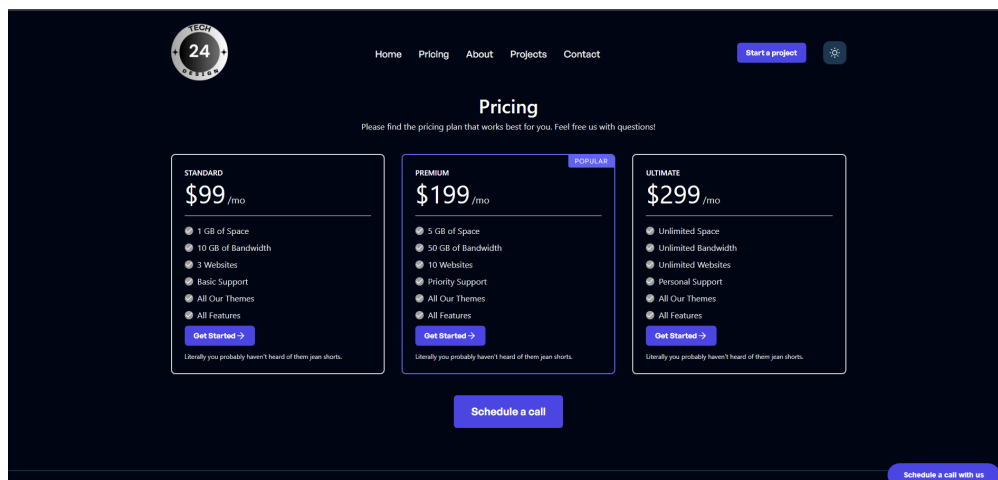 TECH
24
DESIGN
Home Pricing About Projects Contact
Start a project
Pricing
Please find the pricing plan that works best for you. Feel free us with questions!
STANDARD
$99 /mo
1 GB of Space
10 GB of Bandwidth
3 Websites
Basic Support
All Our Themes
All Features
Get Started →
Literally you probably haven't heard of them jean shorts.
POPULAR
PREMIUM
$199 /mo
5 GB of Space
50 GB of Bandwidth
10 Websites
Priority Support
All Our Themes
All Features
Get Started →
Literally you probably haven't heard of them jean shorts.
ULTIMATE
$299 /mo
Unlimited Space
Unlimited Bandwidth
Unlimited Websites
Personal Support
All Our Themes
All Features
Get Started →
Literally you probably haven't heard of them jean shorts.
Schedule a call
Schedule a call with us